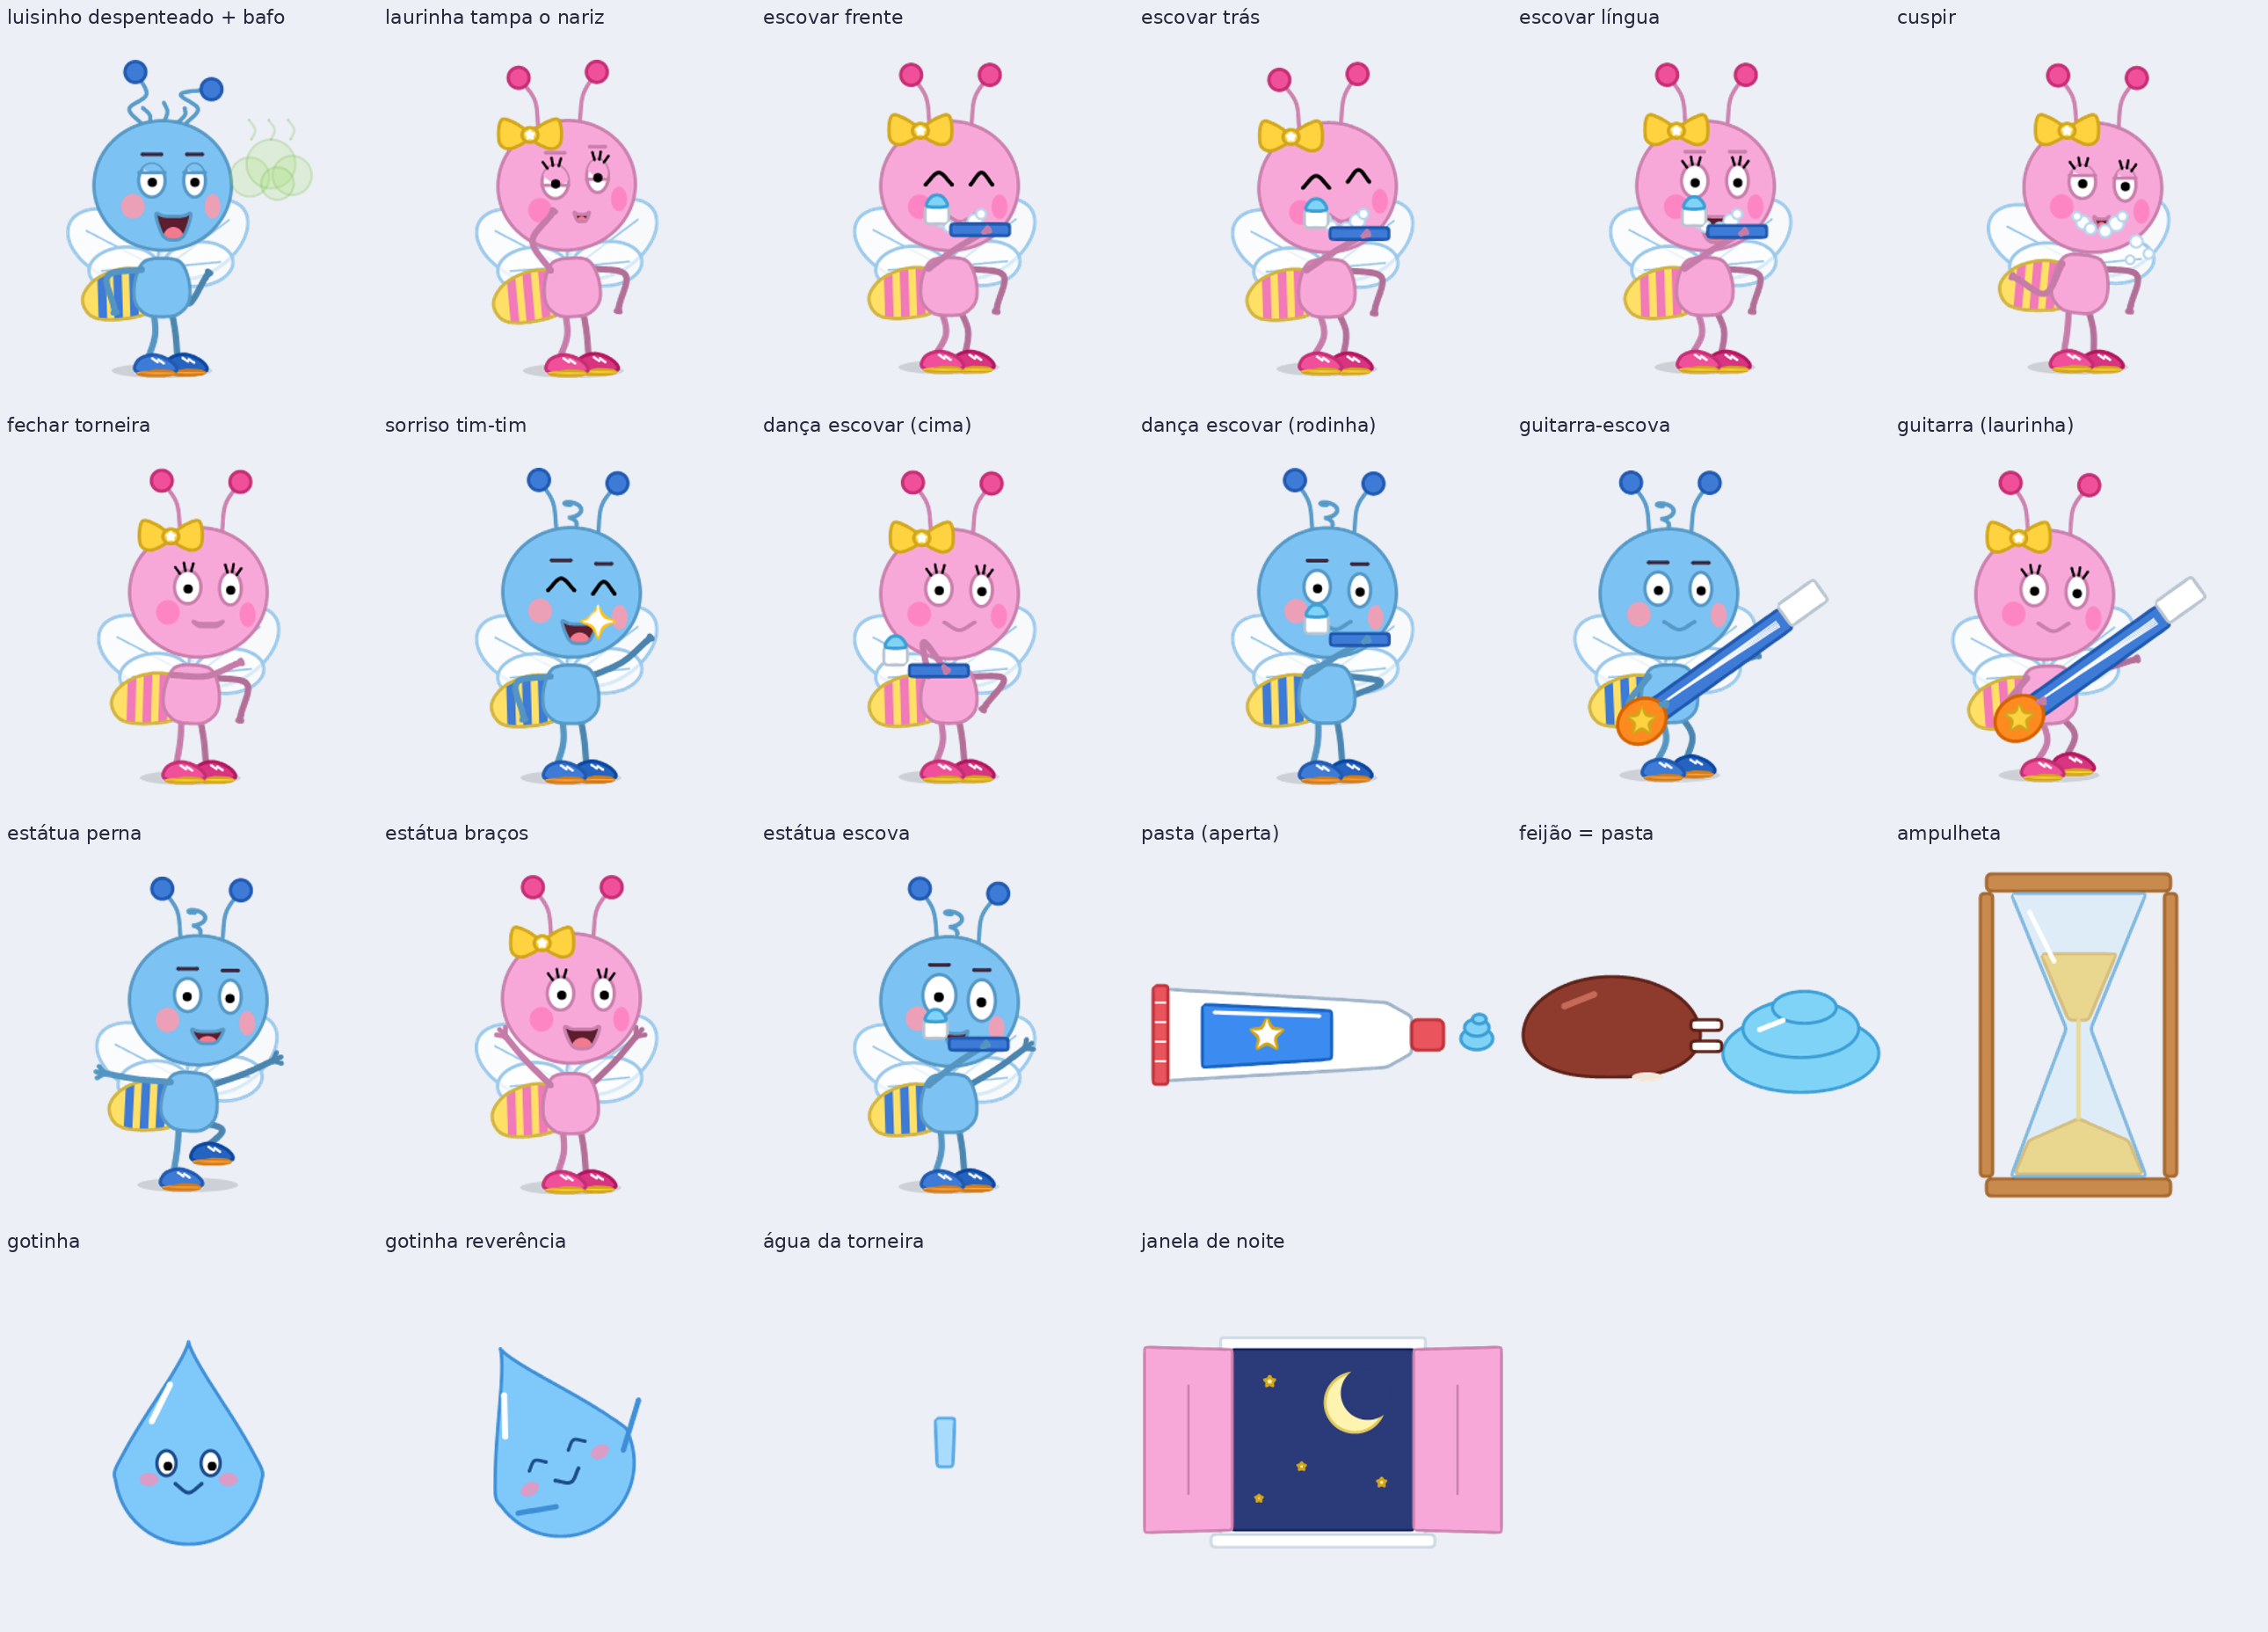 luisinho despenteado + bafo
laurinha tampa o nariz
escovar frente
escovar trás
escovar língua
cuspir
fechar torneira
sorriso tim-tim
dança escovar (cima)
dança escovar (rodinha)
guitarra-escova
guitarra (laurinha)
estátua perna
estátua braços
estátua escova
pasta (aperta)
feijão = pasta
ampulheta
gotinha
gotinha reverência
água da torneira
janela de noite